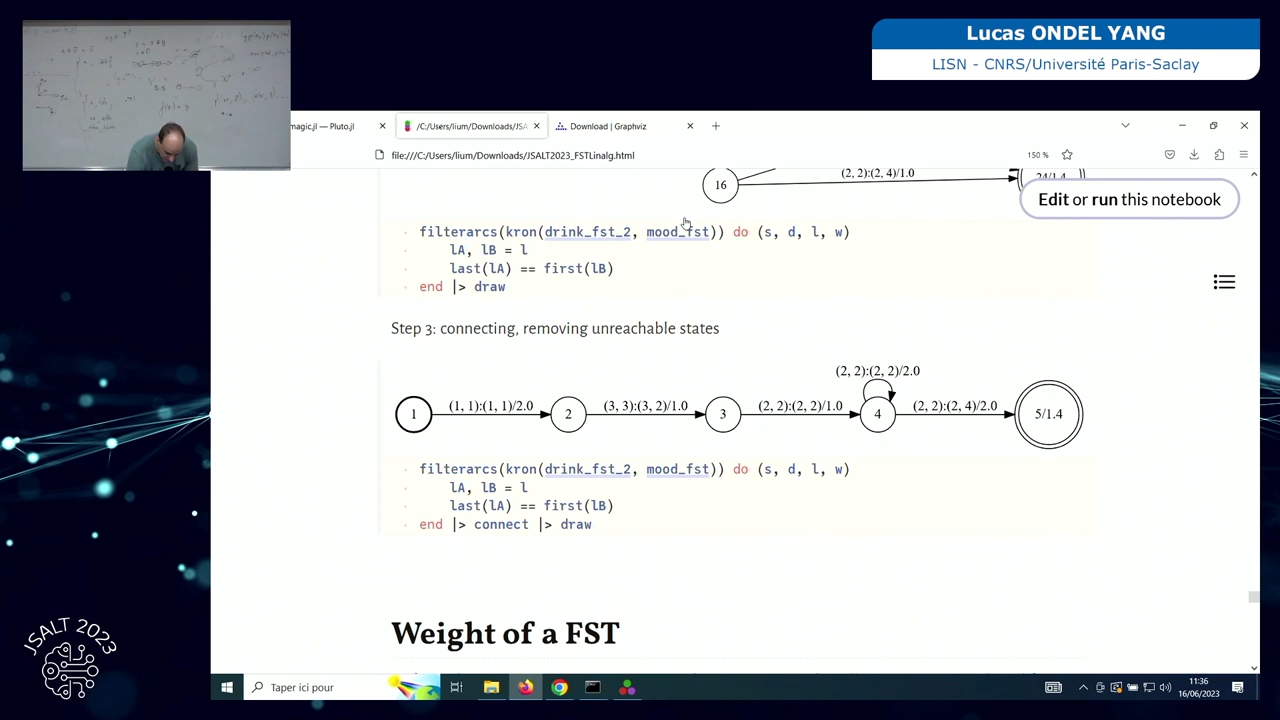 Lucas ONDEL YANG
LISN - CNRS/Université Paris-Saclay
magic.jl — Pluto.jl
/C:/Users/lium/Downloads/JSA
Download | Graphviz
file:///C:/Users/lium/Downloads/JSALT2023_FSTLinalg.html
150 %
16
(2, 2):(2, 4)/1.0
24/1.4
Edit or run this notebook
filterarcs(kron(drink_fst_2, mood_fst)) do (s, d, l, w)
lA, lB = l
last(lA) == first(lB)
end |> draw
Step 3: connecting, removing unreachable states
(2, 2):(2, 2)/2.0
1
(1, 1):(1, 1)/2.0
2
(3, 3):(3, 2)/1.0
3
(2, 2):(2, 2)/1.0
4
(2, 2):(2, 4)/2.0
5/1.4
filterarcs(kron(drink_fst_2, mood_fst)) do (s, d, l, w)
lA, lB = l
last(lA) == first(lB)
end |> connect |> draw
Weight of a FST
JSALT 2023
Taper ici pour
11:36
16/06/2023